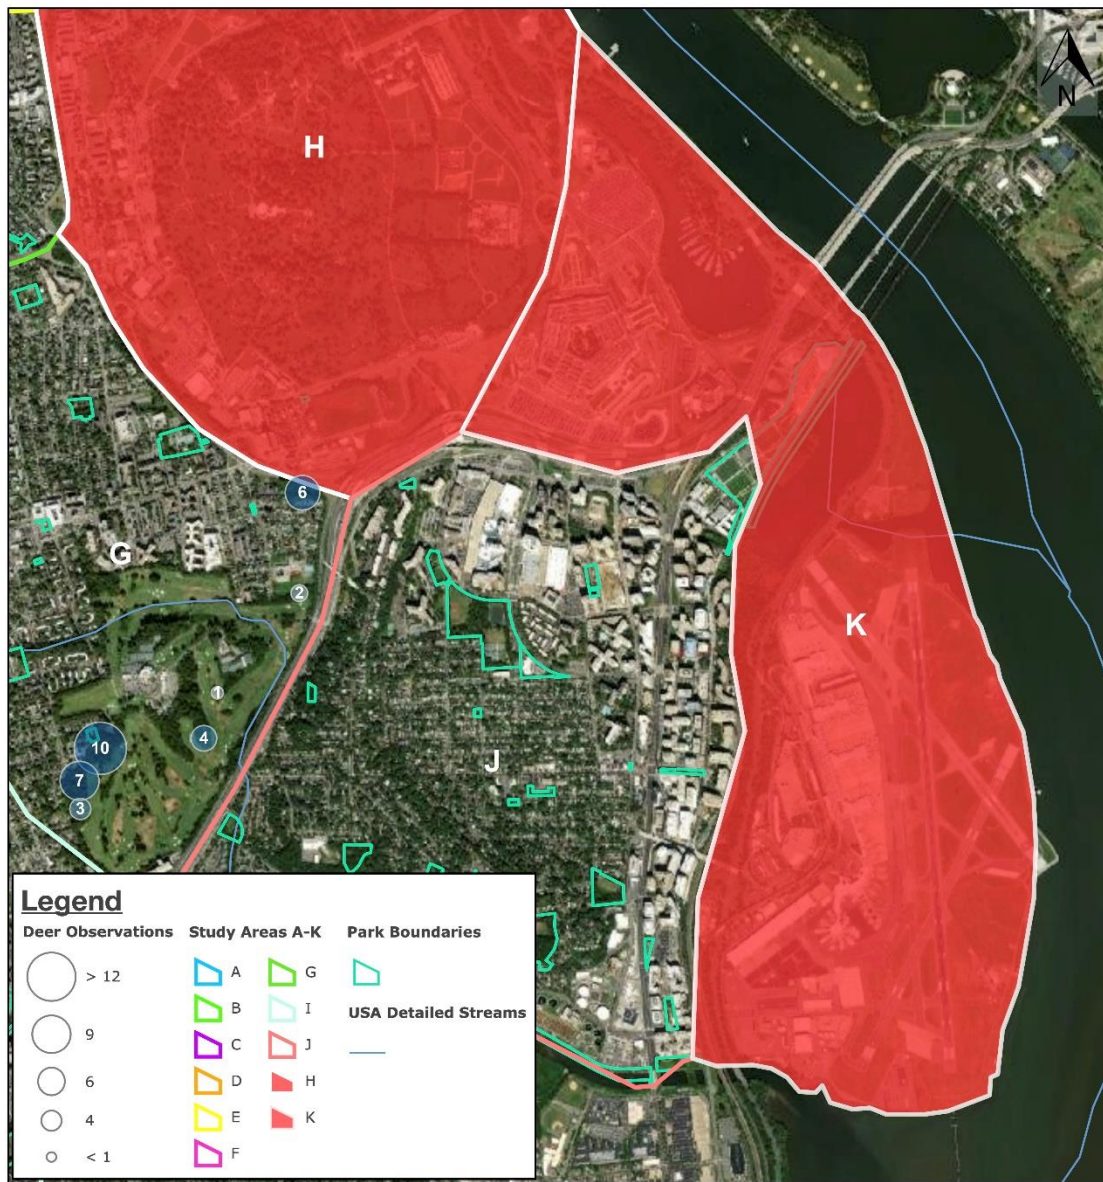 N
H
6
G
2
K
1
4
10
J
7
3
Legend
Deer Observations
> 12
9
6
4
< 1
Study Areas A-K
A
B
C
D
E
F
G
I
J
H
K
Park Boundaries
USA Detailed Streams